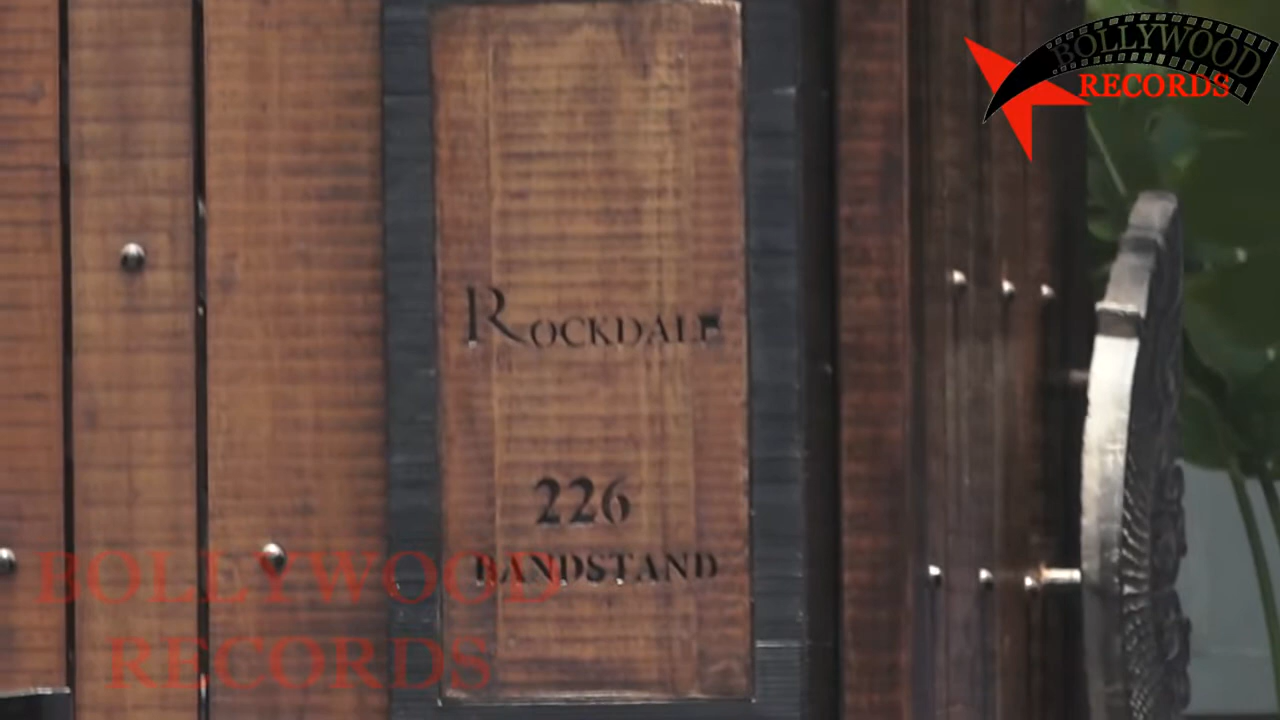 BOLLYWOOD
RECORDS
ROCKDALE
226
BANDSTAND
BOLLYWOOD
RECORDS